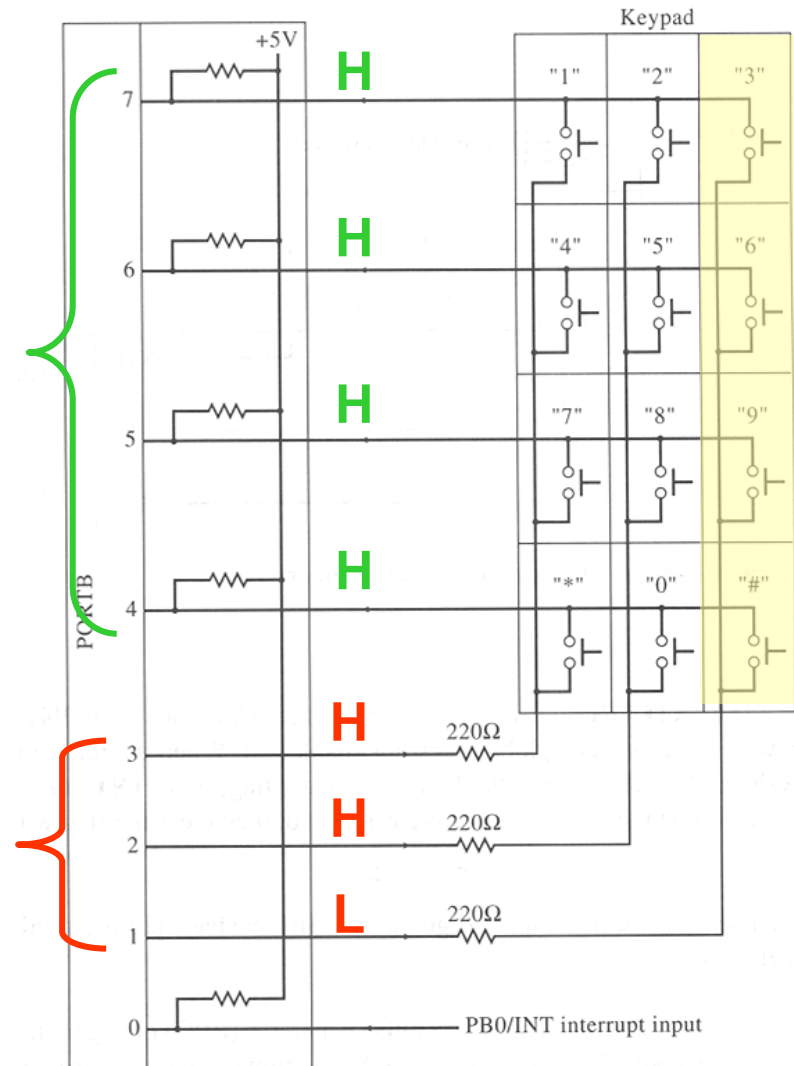 Keypad
+5V
H
7
"1" "2" "3"
H
6
"4" "5" "6"
H
5
"7" "8" "9"
H
4
"*" "0" "#"
PORTB
H
220Ω
3
H
220Ω
2
L
220Ω
1
0
PB0/INT interrupt input